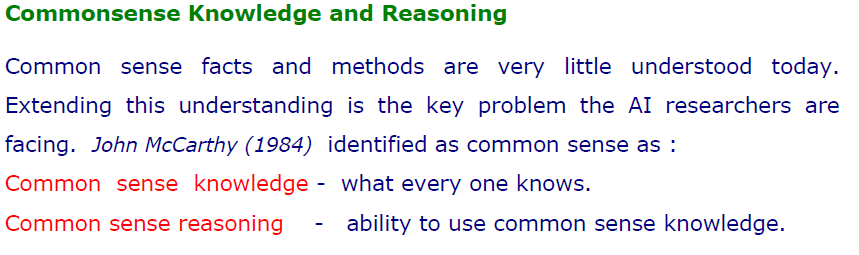 Commonsense Knowledge and Reasoning
Common sense facts and methods are very little understood today.
Extending this understanding is the key problem the AI researchers are
facing. John McCarthy (1984) identified as common sense as :
Common sense knowledge - what every one knows.
Common sense reasoning - ability to use common sense knowledge.